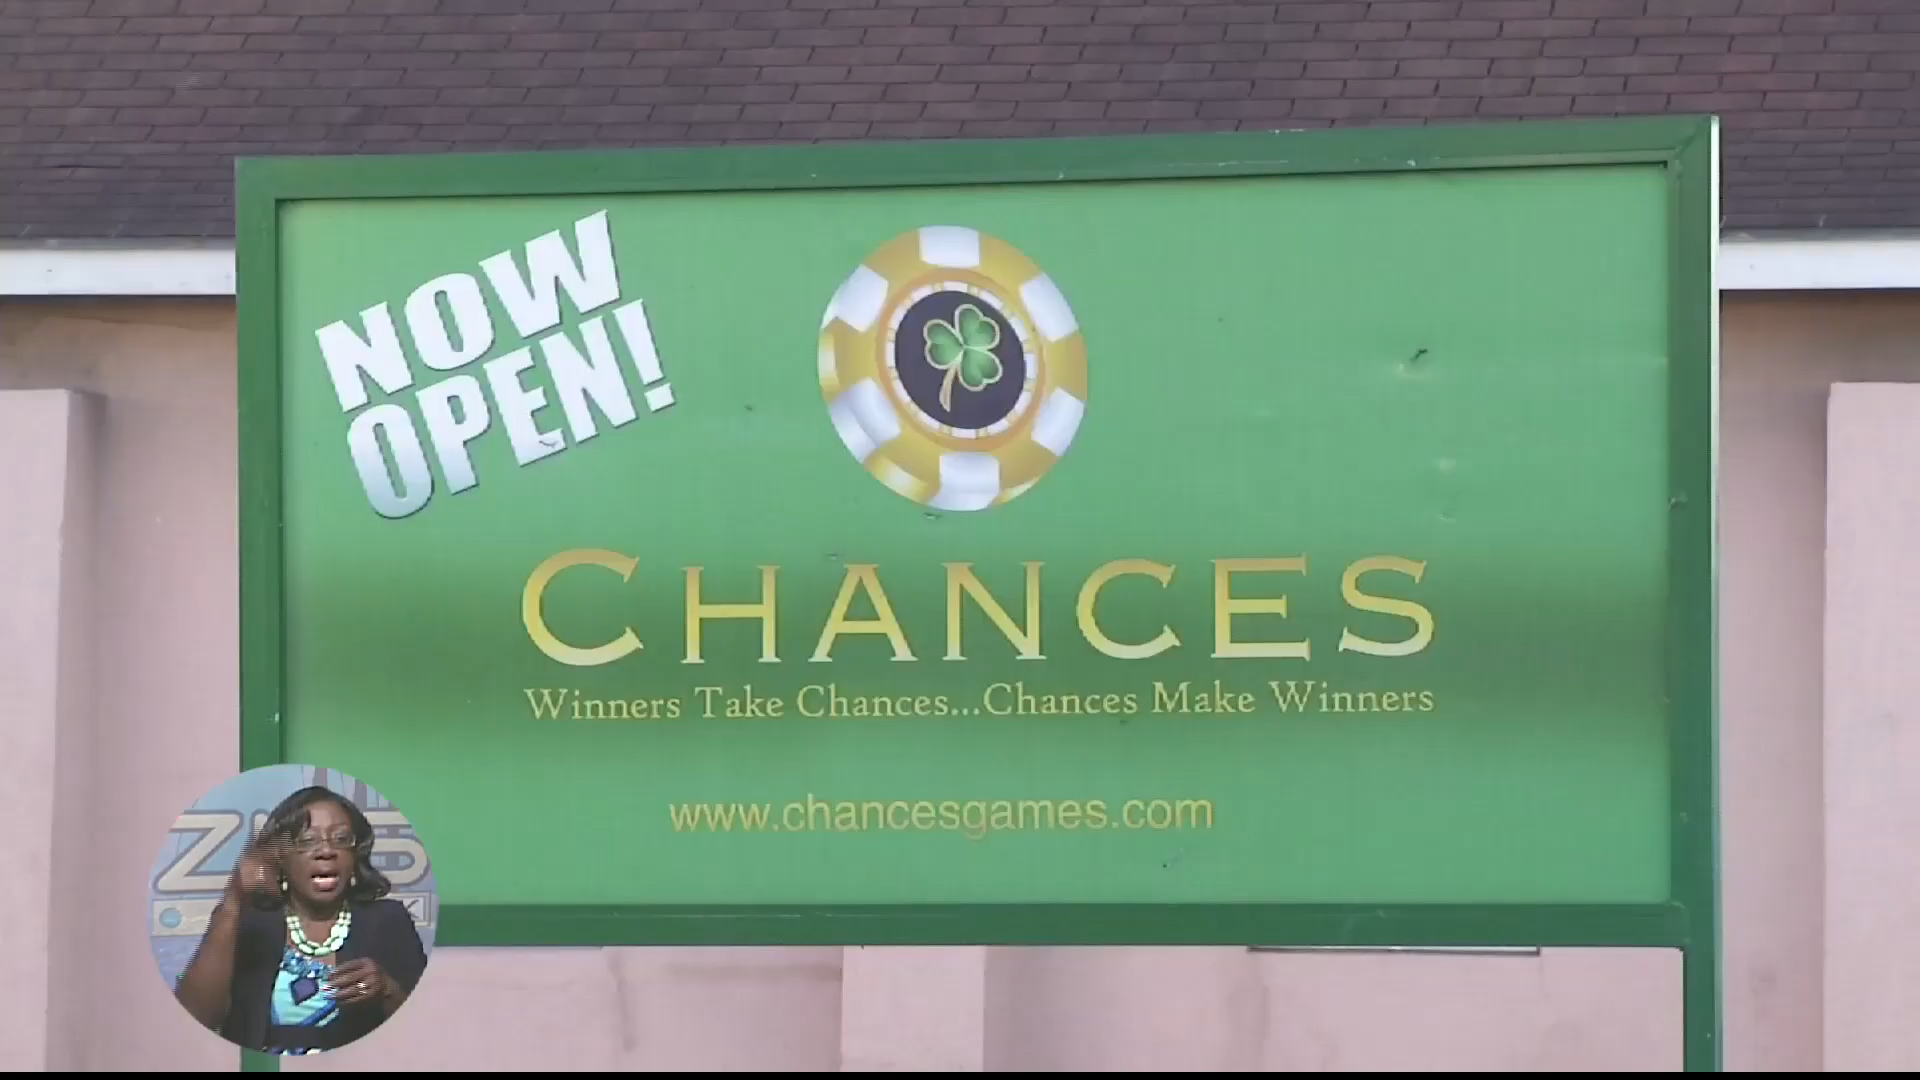 NOW
OPEN!
CHANCES
Winners Take Chances...Chances Make Winners
www.chancesgames.com